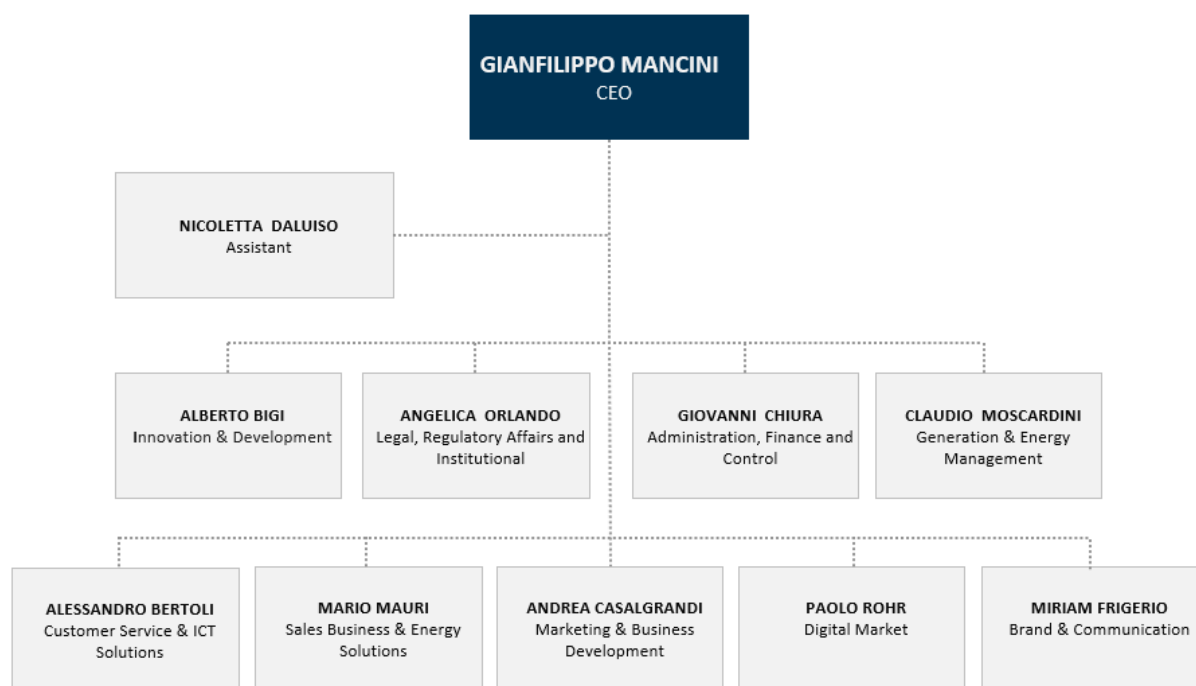 GIANFILIPPO MANCINI
CEO
NICOLETTA DALUISO
Assistant
ALBERTO BIGI
Innovation & Development
ANGELICA ORLANDO
Legal, Regulatory Affairs and
Institutional
GIOVANNI CHIURA
Administration, Finance and
Control
CLAUDIO MOSCARDINI
Generation & Energy
Management
ALESSANDRO BERTOLI
Customer Service & ICT
Solutions
MARIO MAURI
Sales Business & Energy
Solutions
ANDREA CASALGRANDI
Marketing & Business
Development
PAOLO ROHR
Digital Market
MIRIAM FRIGERIO
Brand & Communication